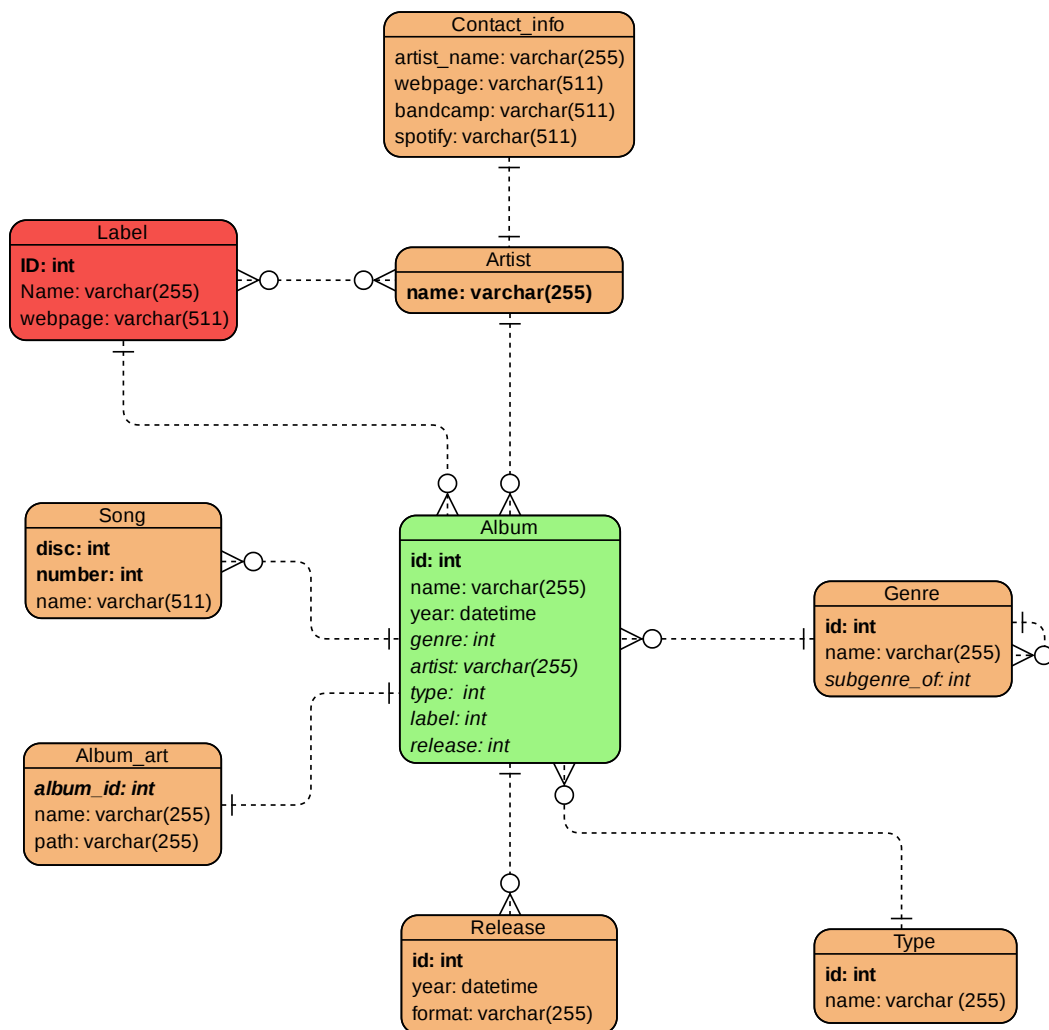 Contact_info
artist_name: varchar(255)
webpage: varchar(511)
bandcamp: varchar(511)
spotify: varchar(511)
Label
ID: int
Name: varchar(255)
webpage: varchar(511)
Artist
name: varchar(255)
Song
disc: int
number: int
name: varchar(511)
Album
id: int
name: varchar(255)
year: datetime
genre: int
artist: varchar(255)
type:  int
label: int
release: int
Genre
id: int
name: varchar(255)
subgenre_of: int
Album_art
album_id: int
name: varchar(255)
path: varchar(255)
Release
id: int
year: datetime
format: varchar(255)
Type
id: int
name: varchar (255)